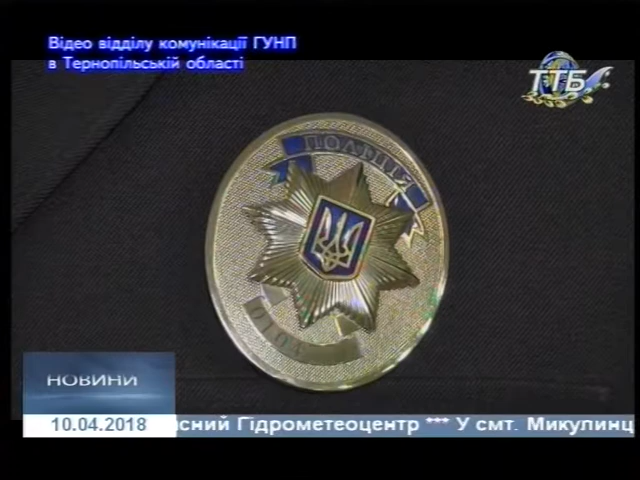 Відео відділу комунікації ГУНП
в Тернопільській області
ТТБ
ПОЛІЦІЯ
НОВИНИ
10.04.2018
сний Гідрометеоцентр *** У смт. Микулинц